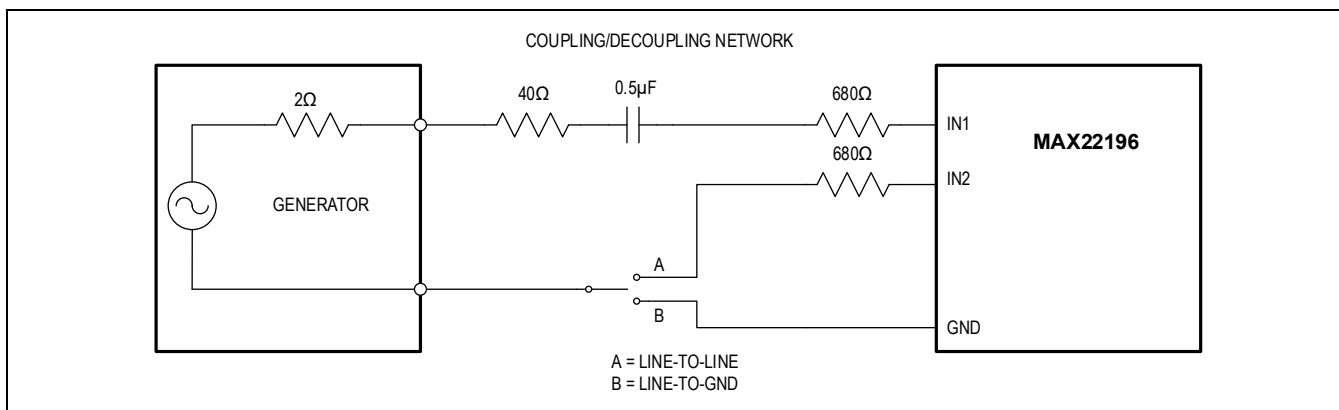 COUPLING/DECOUPLING NETWORK
2Ω
40Ω
0.5µF
680Ω
IN1
MAX22196
680Ω
IN2
GENERATOR
A
B
GND
A = LINE-TO-LINE
B = LINE-TO-GND